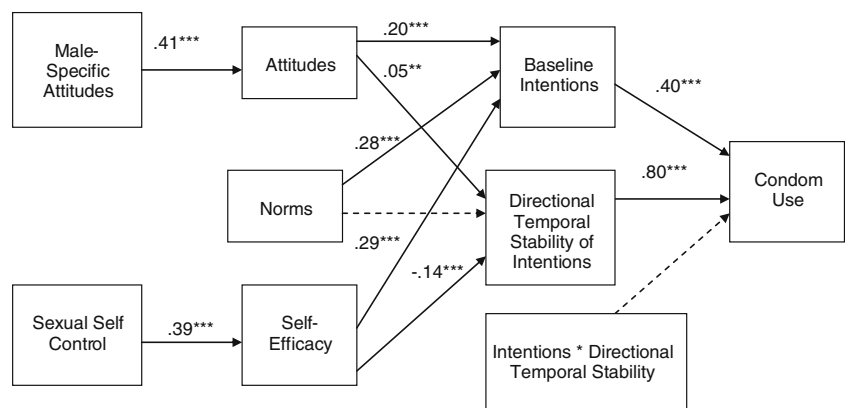 Male-
Specific
Attitudes
.41***
Attitudes
.20***
.05**
Baseline
Intentions
.40***
.28***
Norms
.29***
-.14***
Directional
Temporal
Stability of
Intentions
.80***
Condom
Use
Sexual Self
Control
.39***
Self-
Efficacy
Intentions * Directional
Temporal Stability